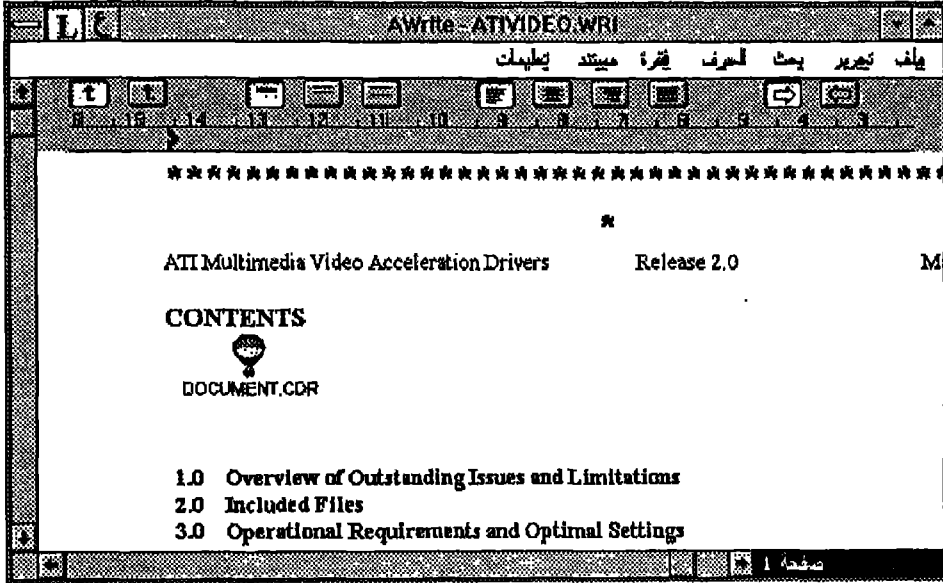 AWrite - ATIVIDEO.WRI
ملف تحرير بحث الحرف فقرة مستند تعليمات
****************************************
*
ATI Multimedia Video Acceleration Drivers Release 2.0 M
CONTENTS
DOCUMENT.CDR
1.0 Overview of Outstanding Issues and Limitations
2.0 Included Files
3.0 Operational Requirements and Optimal Settings
صفحة 1